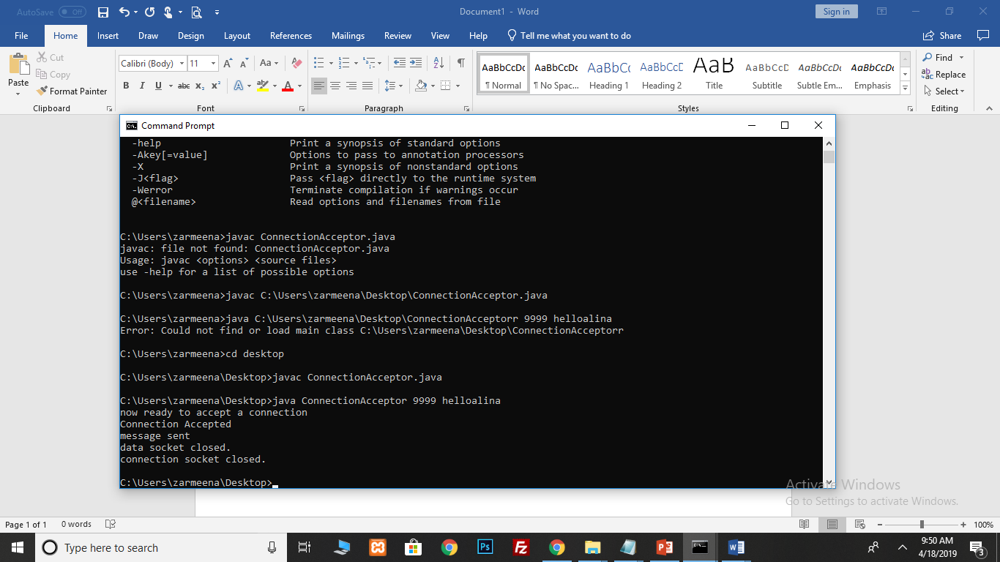 AutoSave Off
Document1 - Word
Sign in
File Home Insert Draw Design Layout References Mailings Review View Help Tell me what you want to do Share
Paste
Cut
Copy
Format Painter
Clipboard
Calibri (Body) 11
Font
Paragraph
AaBbCcDc AaBbCcDc AaBbCc AaBbCcD AaB AaBbCcD AaBbCcDc AaBbCcDc
¶ Normal ¶ No Spac... Heading 1 Heading 2 Title Subtitle Subtle Em... Emphasis
Styles
Find
Replace
Select
Editing
Command Prompt
-help Print a synopsis of standard options
-Akey[=value] Options to pass to annotation processors
-X Print a synopsis of nonstandard options
-J<flag> Pass <flag> directly to the runtime system
-Werror Terminate compilation if warnings occur
@<filename> Read options and filenames from file
C:\Users\zarmeena>javac ConnectionAcceptor.java
javac: file not found: ConnectionAcceptor.java
Usage: javac <options> <source files>
use -help for a list of possible options
C:\Users\zarmeena>javac C:\Users\zarmeena\Desktop\ConnectionAcceptor.java
C:\Users\zarmeena>java C:\Users\zarmeena\Desktop\ConnectionAcceptorr 9999 helloalina
Error: Could not find or load main class C:\Users\zarmeena\Desktop\ConnectionAcceptorr
C:\Users\zarmeena>cd desktop
C:\Users\zarmeena\Desktop>javac ConnectionAcceptor.java
C:\Users\zarmeena\Desktop>java ConnectionAcceptor 9999 helloalina
now ready to accept a connection
Connection Accepted
message sent
data socket closed.
connection socket closed.
C:\Users\zarmeena\Desktop>
Activate Windows
Go to Settings to activate Windows.
Page 1 of 1 0 words 100%
Type here to search
9:50 AM
4/18/2019
3